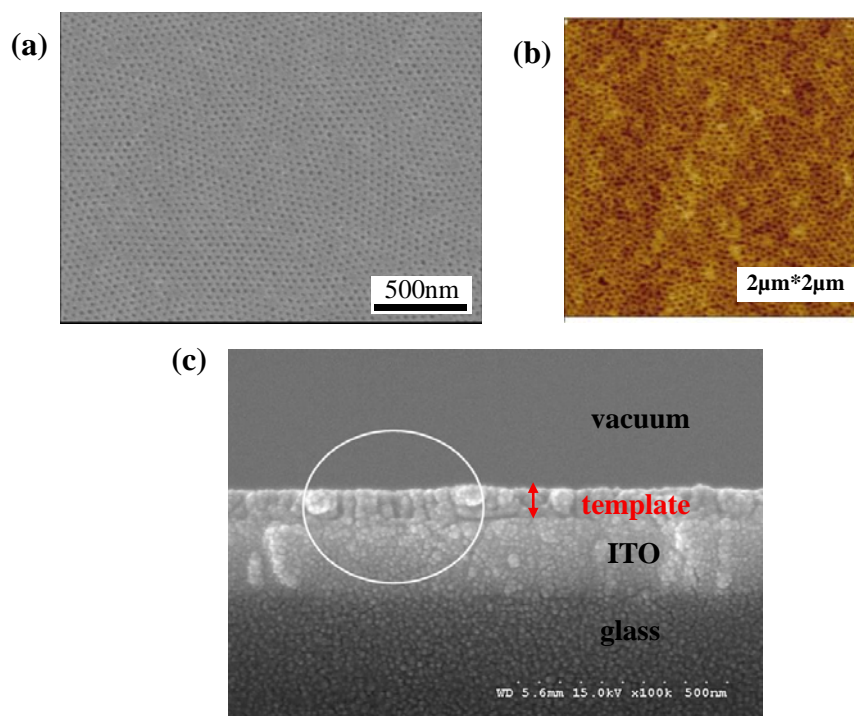 (a)
500nm
(b)
2μm*2μm
(c)
vacuum
template
ITO
glass
WD 5.6mm 15.0kV x100k 500nm